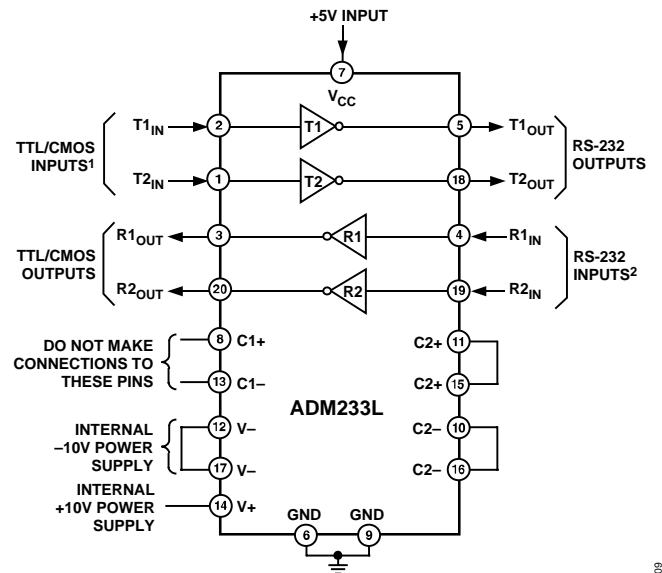 +5V INPUT
7
VCC
TTL/CMOS
INPUTS1
T1IN
2
T1
5
T1OUT
T2IN
1
T2
18
T2OUT
RS-232
OUTPUTS
TTL/CMOS
OUTPUTS
R1OUT
3
R1
4
R1IN
R2OUT
20
R2
19
R2IN
RS-232
INPUTS2
DO NOT MAKE
CONNECTIONS TO
THESE PINS
8 C1+
13 C1–
C2+ 11
C2+ 15
ADM233L
INTERNAL
–10V POWER
SUPPLY
12 V–
17 V–
C2– 10
C2– 16
INTERNAL
+10V POWER
SUPPLY
14 V+
GND GND
6 9